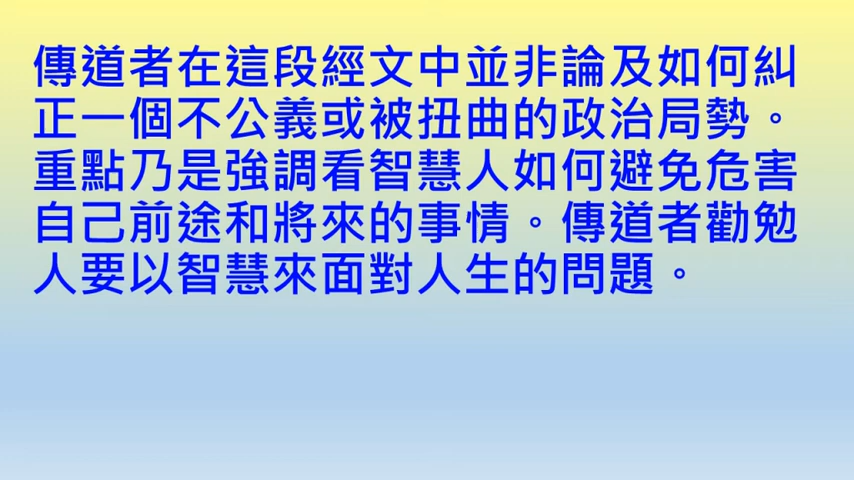 傳道者在這段經文中並非論及如何糾
正一個不公義或被扭曲的政治局勢。
重點乃是強調看智慧人如何避免危害
自己前途和將來的事情。傳道者勸勉
人要以智慧來面對人生的問題。